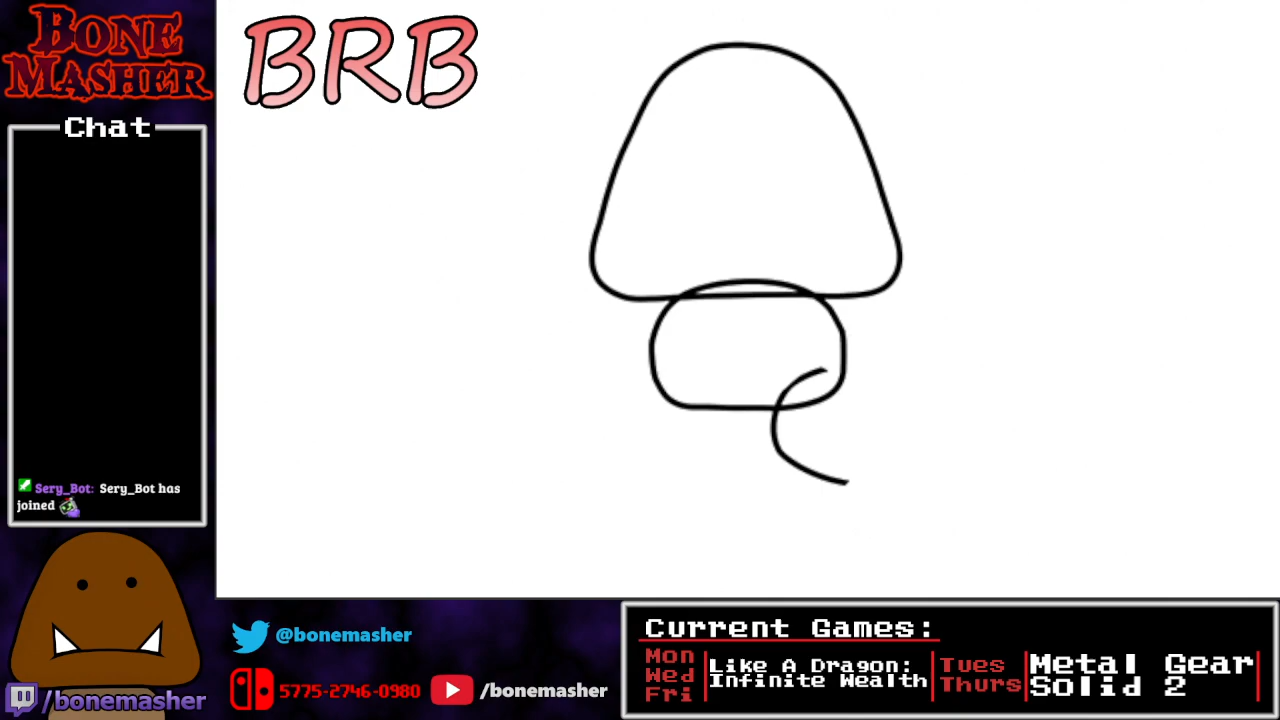 BONE
MASHER
BRB
Chat
Sery_Bot: Sery_Bot has
joined
/bonemasher
@bonemasher
5775-2746-0980
/bonemasher
Current Games:
Mon
Wed
Fri
Like A Dragon:
Infinite Wealth
Tues
Thurs
Metal Gear
Solid 2